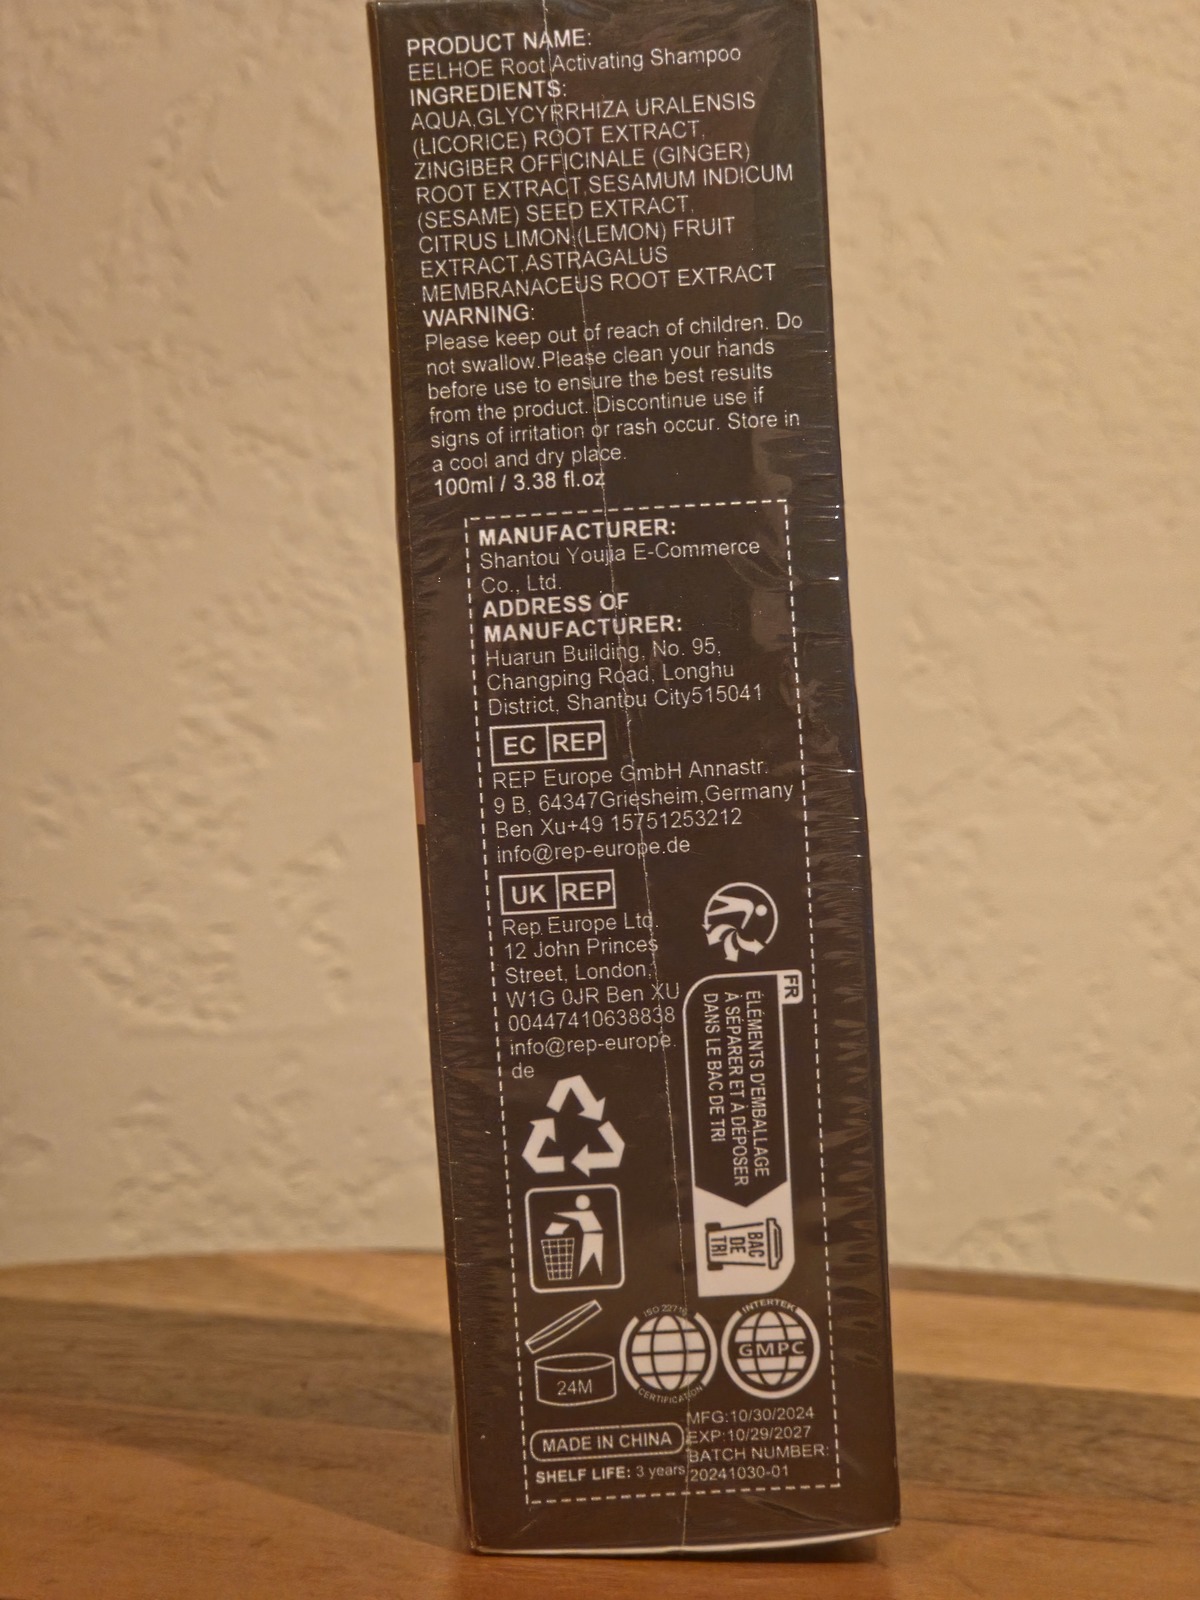 PRODUCT NAME:
EELHOE Root Activating Shampoo
INGREDIENTS:
AQUA,GLYCYRRHIZA URALENSIS
(LICORICE) ROOT EXTRACT,
ZINGIBER OFFICINALE (GINGER)
ROOT EXTRACT,SESAMUM INDICUM
(SESAME) SEED EXTRACT,
CITRUS LIMON (LEMON) FRUIT
EXTRACT,ASTRAGALUS
MEMBRANACEUS ROOT EXTRACT
WARNING:
Please keep out of reach of children. Do
not swallow.Please clean your hands
before use to ensure the best results
from the product. Discontinue use if
signs of irritation or rash occur. Store in
a cool and dry place.
100ml / 3.38 fl.oz
MANUFACTURER:
Shantou Youjia E-Commerce
Co., Ltd.
ADDRESS OF
MANUFACTURER:
Huarun Building, No. 95,
Changping Road, Longhu
District, Shantou City515041
EC REP
REP Europe GmbH Annastr.
9 B, 64347Griesheim,Germany
Ben Xu+49 15751253212
info@rep-europe.de
UK REP
Rep Europe Ltd.
12 John Princes
Street, London,
W1G 0JR Ben XU
00447410638838
info@rep-europe.
de
FR
ÉLÉMENTS D'EMBALLAGE
À SÉPARER ET À DÉPOSER
DANS LE BAC DE TRI
BAC
DE
TRI
24M
ISO 22716
CERTIFICATION
INTERTEK
GMPC
MADE IN CHINA
SHELF LIFE: 3 years
MFG:10/30/2024
EXP:10/29/2027
BATCH NUMBER:
20241030-01